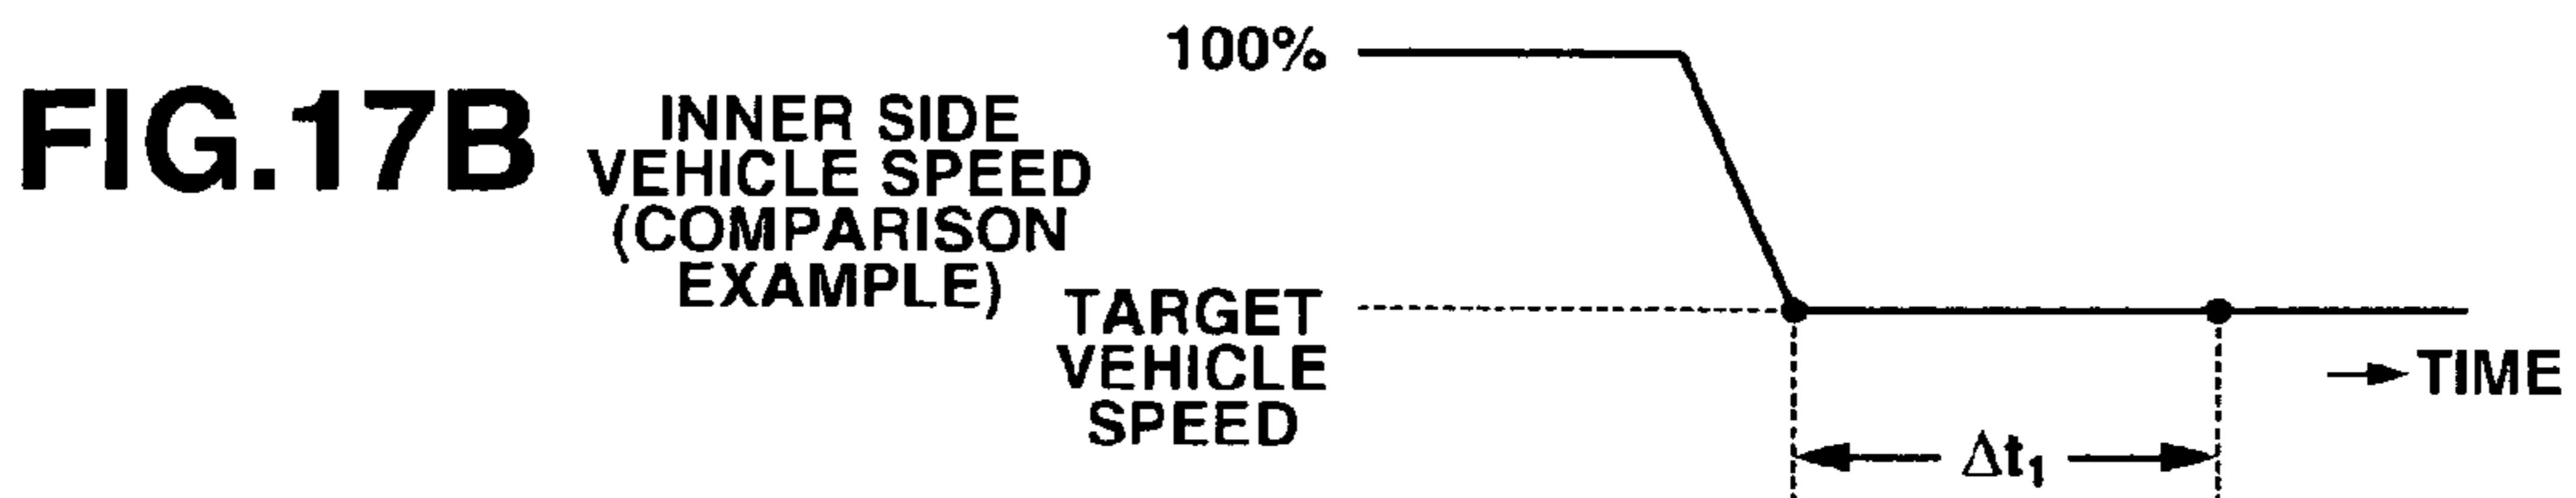 100%
FIG.17B
INNER SIDE
VEHICLE SPEED
(COMPARISON
EXAMPLE)
TARGET
VEHICLE
SPEED
→ TIME
Δt₁